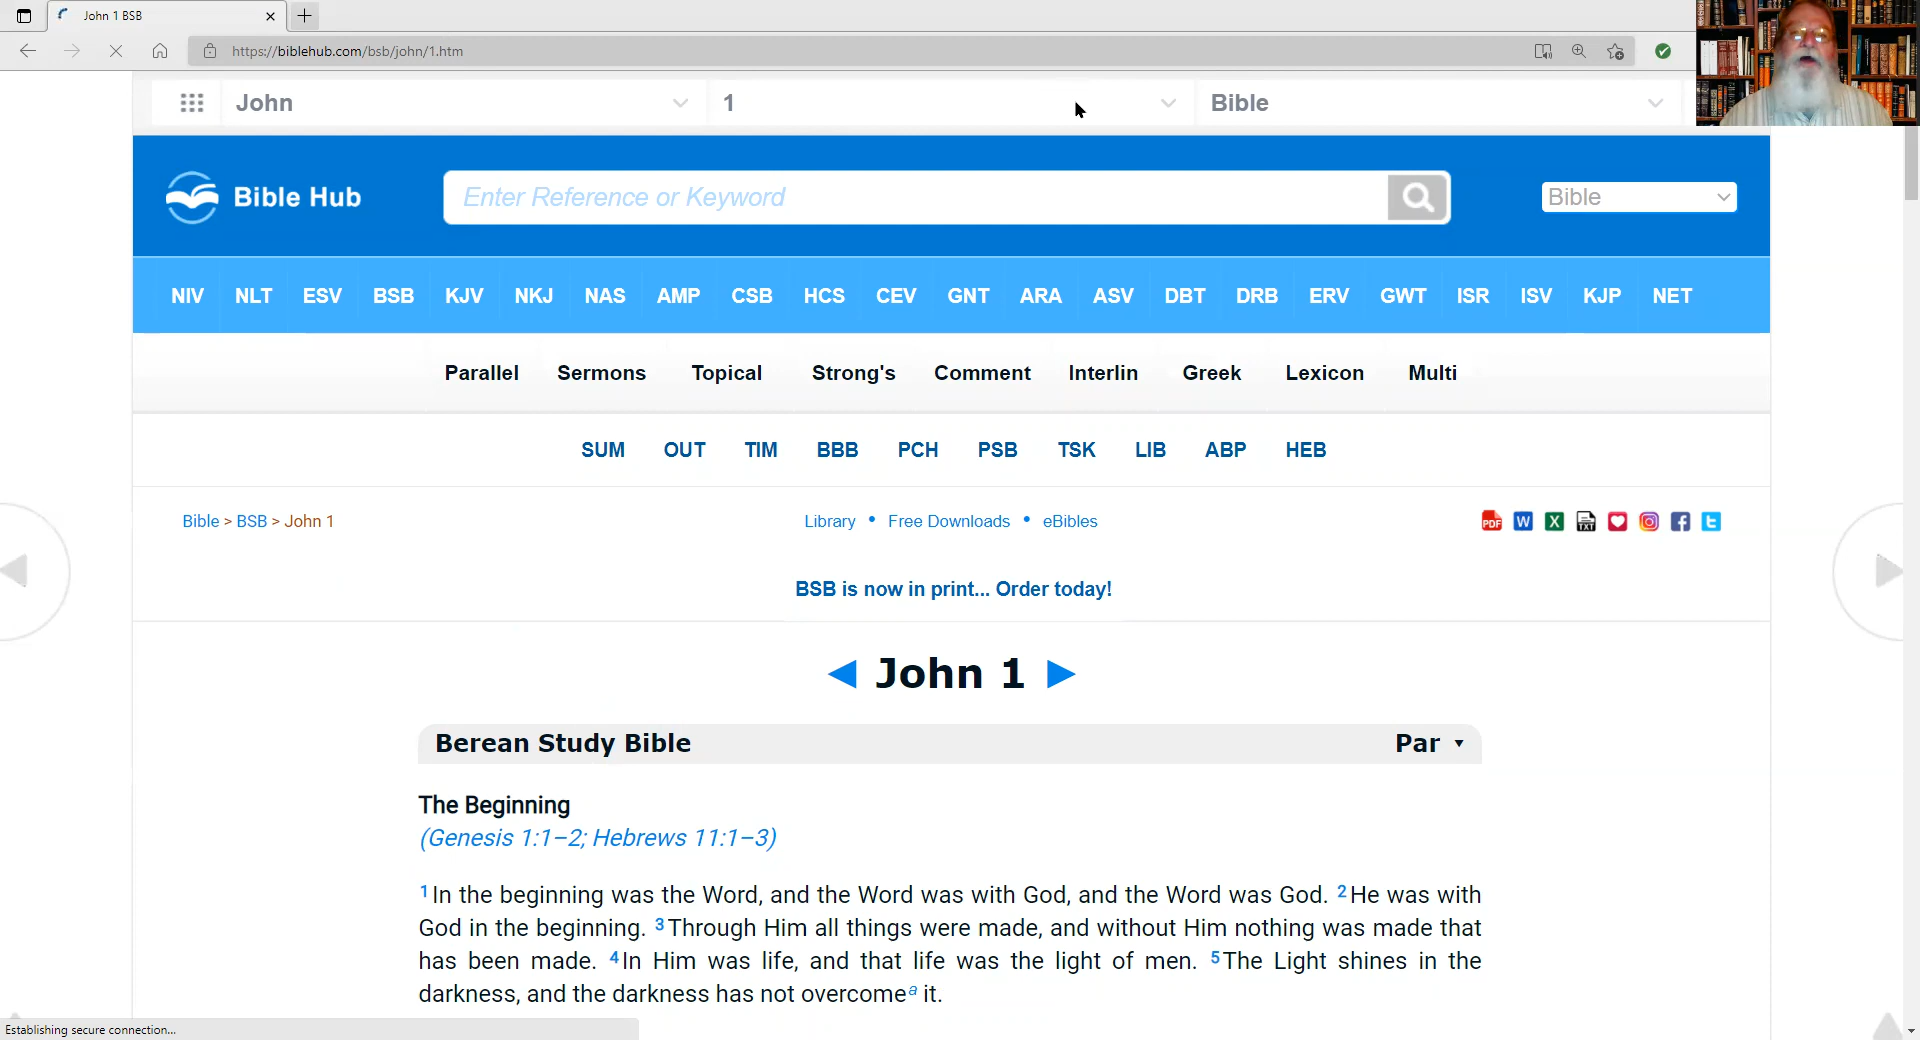 John 1 BSB
https://biblehub.com/bsb/john/1.htm
John 1 Bible
Bible Hub Enter Reference or Keyword Bible
NIV NLT ESV BSB KJV NKJ NAS AMP CSB HCS CEV GNT ARA ASV DBT DRB ERV GWT ISR ISV KJP NET
Parallel Sermons Topical Strong's Comment Interlin Greek Lexicon Multi
SUM OUT TIM BBB PCH PSB TSK LIB ABP HEB
Bible > BSB > John 1 Library • Free Downloads • eBibles PDF W X TXT
BSB is now in print... Order today!
◄ John 1 ►
Berean Study Bible Par ▼
The Beginning
(Genesis 1:1–2; Hebrews 11:1–3)
1 In the beginning was the Word, and the Word was with God, and the Word was God. 2 He was with
God in the beginning. 3 Through Him all things were made, and without Him nothing was made that
has been made. 4 In Him was life, and that life was the light of men. 5 The Light shines in the
darkness, and the darkness has not overcome a it.
Establishing secure connection...